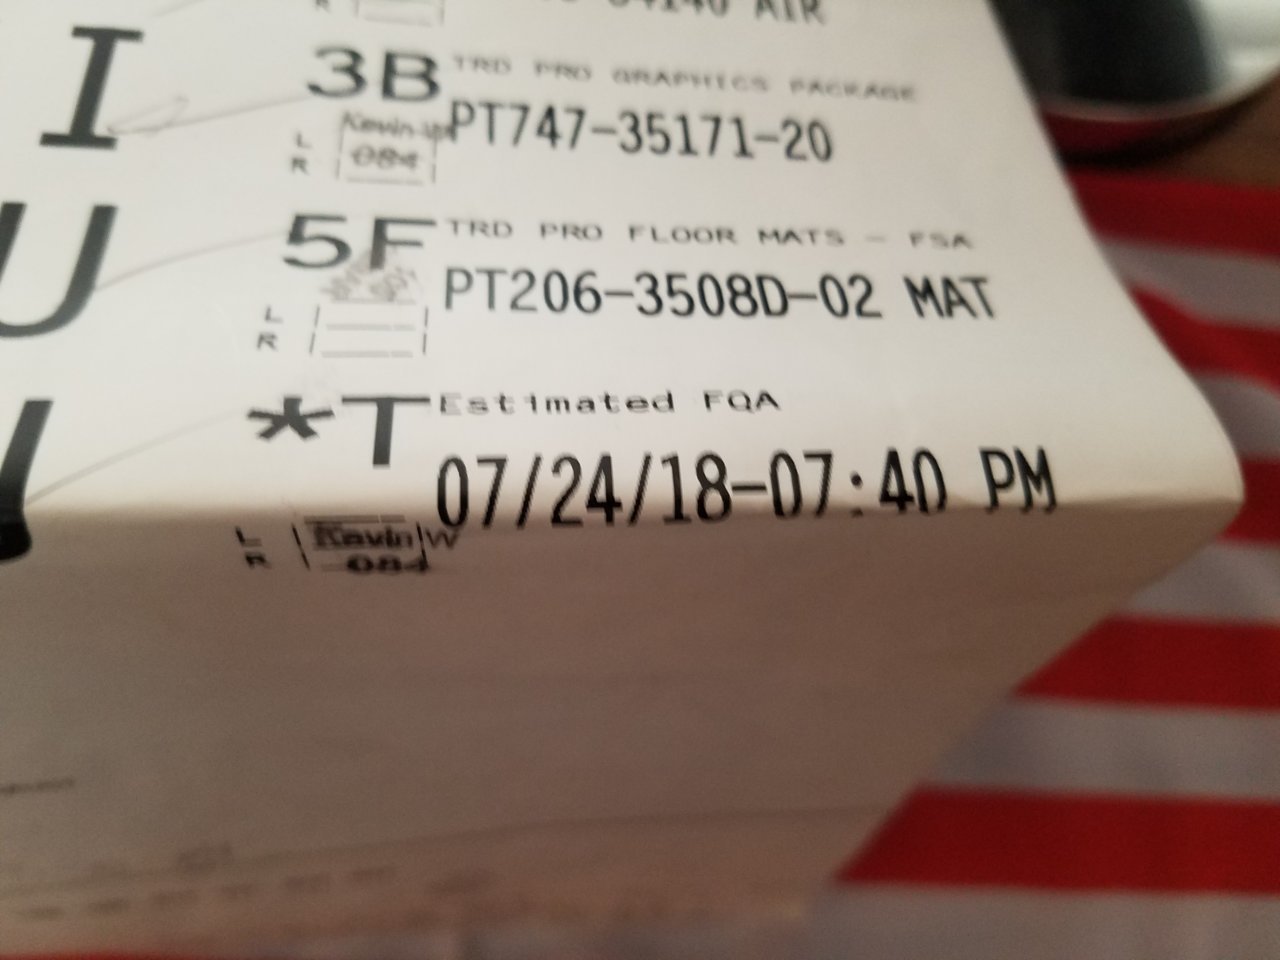 R
AIR
I
3B TRD PRO GRAPHICS PACKAGE
PT747-35171-20
L
R
084
U
5F TRD PRO FLOOR MATS - FSA
PT206-3508D-02 MAT
L
R
*T Estimated FQA
07/24/18-07:40 PM
L
R
Kevin W
084